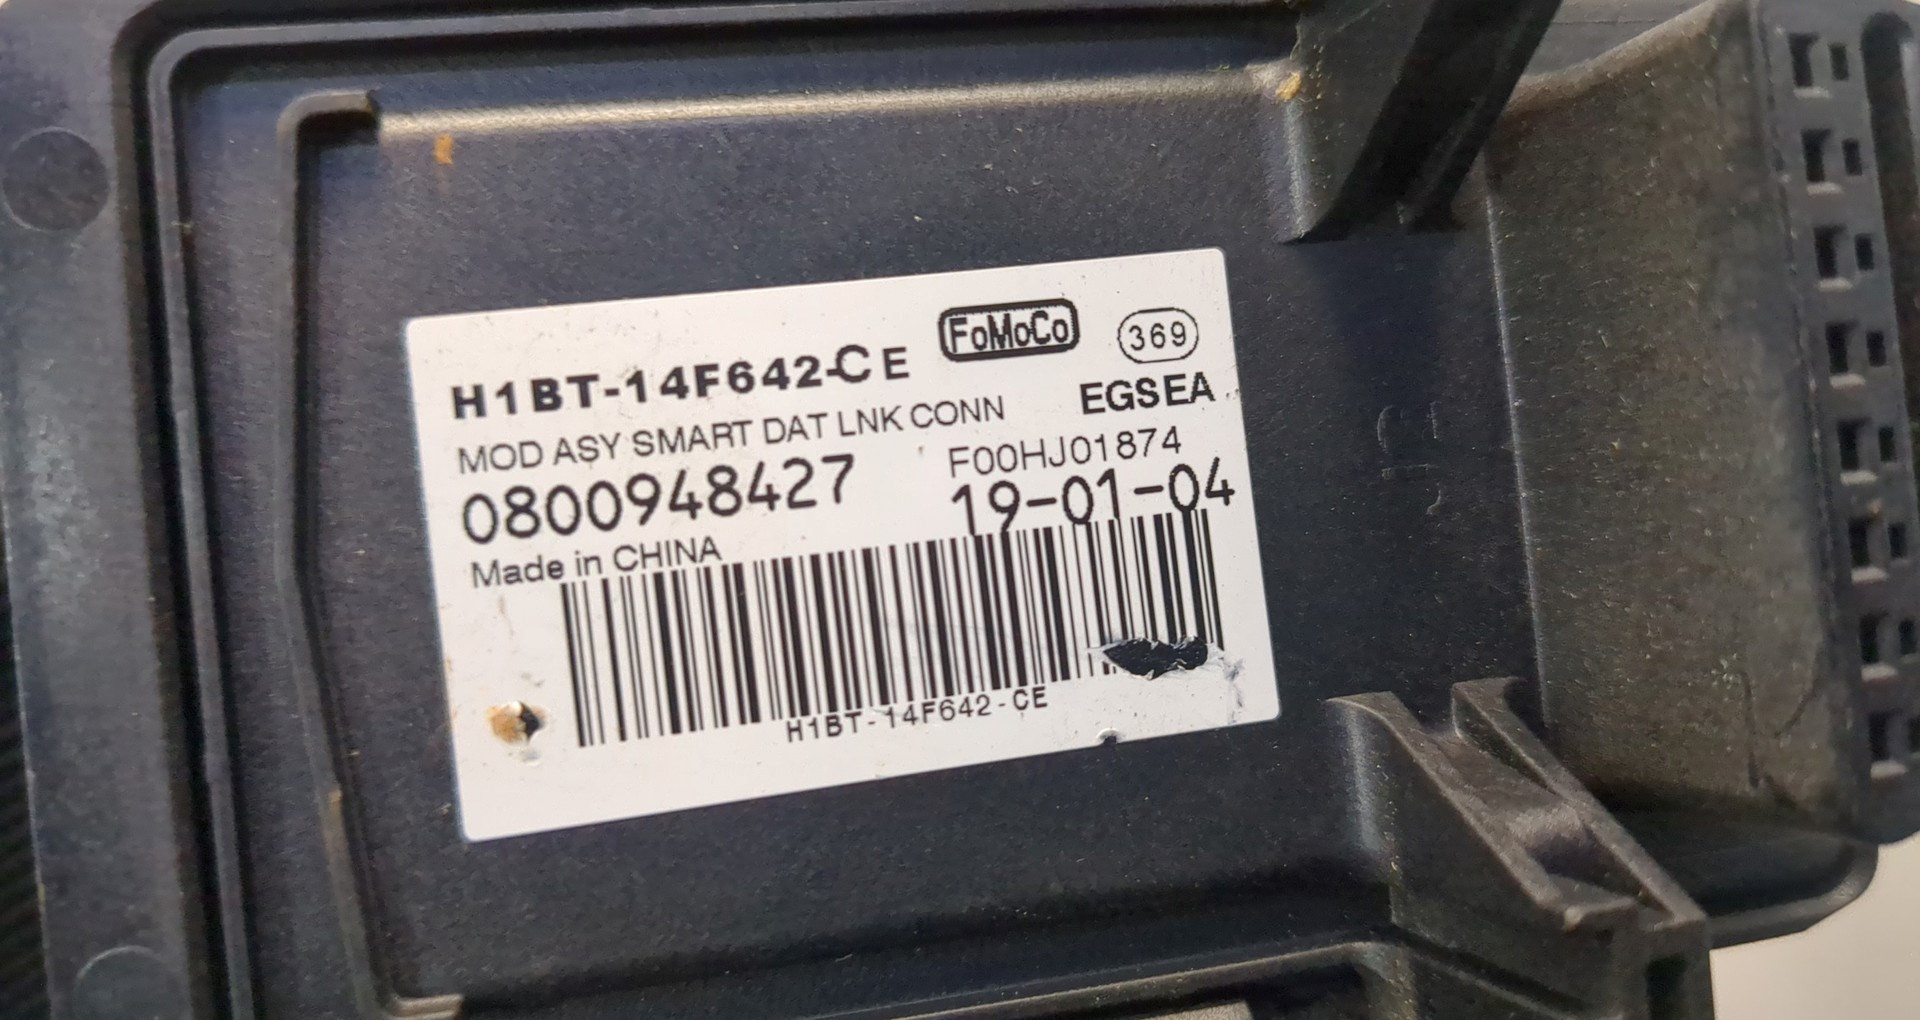 FoMoCo 369
H1BT-14F642-CE EGSEA
MOD ASY SMART DAT LNK CONN F00HJ01874
0800948427 19-01-04
Made in CHINA
H1BT-14F642-CE